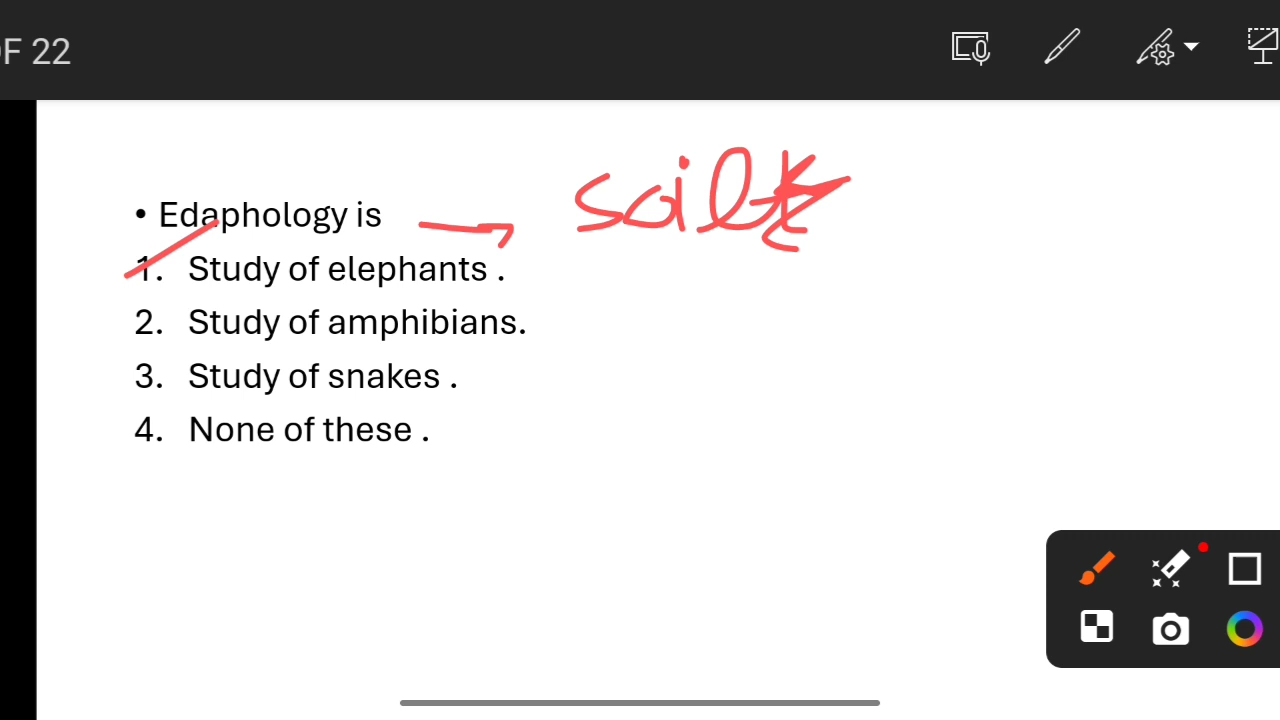 F 22
soil
• Edaphology is
1. Study of elephants .
2. Study of amphibians.
3. Study of snakes .
4. None of these .